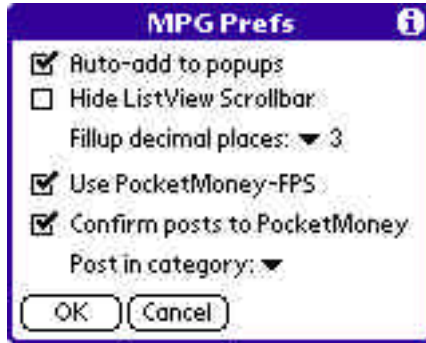 MPG Prefs
Auto-add to popups
Hide ListView Scrollbar
Fillup decimal places: 3
Use PocketMoney-FPS
Confirm posts to PocketMoney
Post in category:
OK Cancel